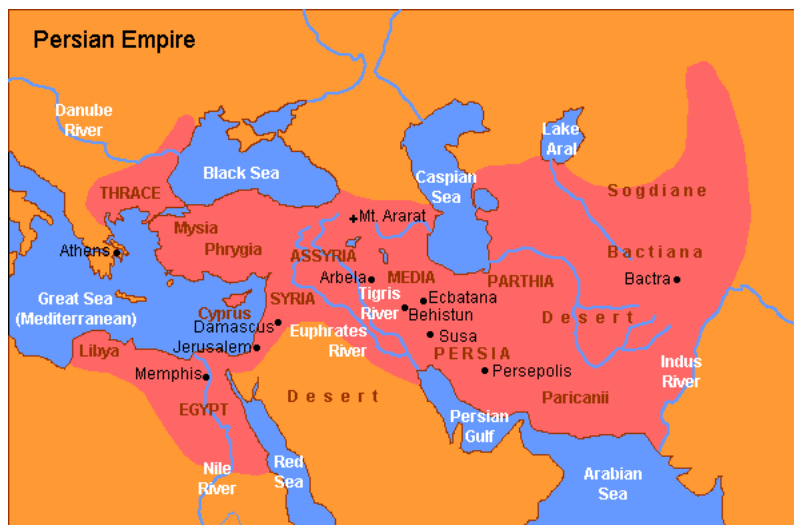 Persian Empire
Danube
River
Black Sea
Caspian
Sea
Lake
Aral
THRACE
Sogdiane
Mysia
Phrygia
Mt. Ararat
Athens
ASSYRIA
Bactiana
Arbela
MEDIA
PARTHIA
Bactra
Great Sea
(Mediterranean)
Cyprus
SYRIA
Tigris
River
Ecbatana
Behistun
Desert
Damascus
Euphrates
River
Susa
Libya
Jerusalem
PERSIA
Indus
River
Memphis
Persepolis
EGYPT
Desert
Paricanii
Persian
Gulf
Nile
River
Red
Sea
Arabian
Sea